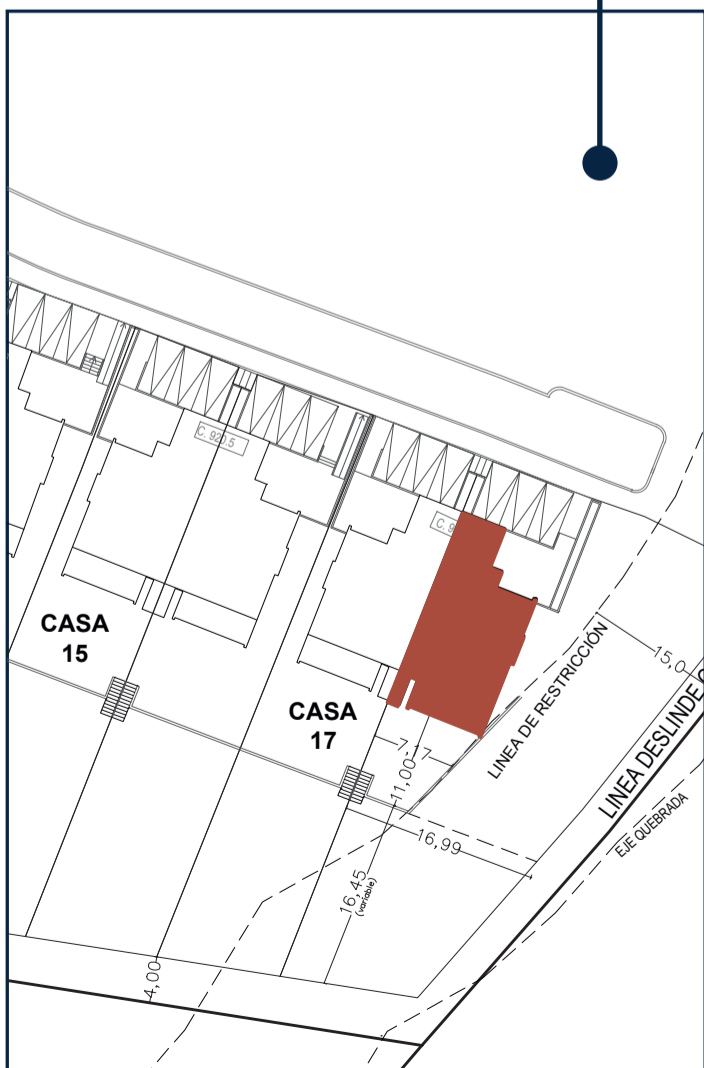 C. 920.5
C. 9
CASA
15
CASA
17
LINEA DE RESTRICCIÓN
15,0
LINEA DESLINDE
EJE QUEBRADA
7,17
11,00
16,99
16,45
(variable)
4,00